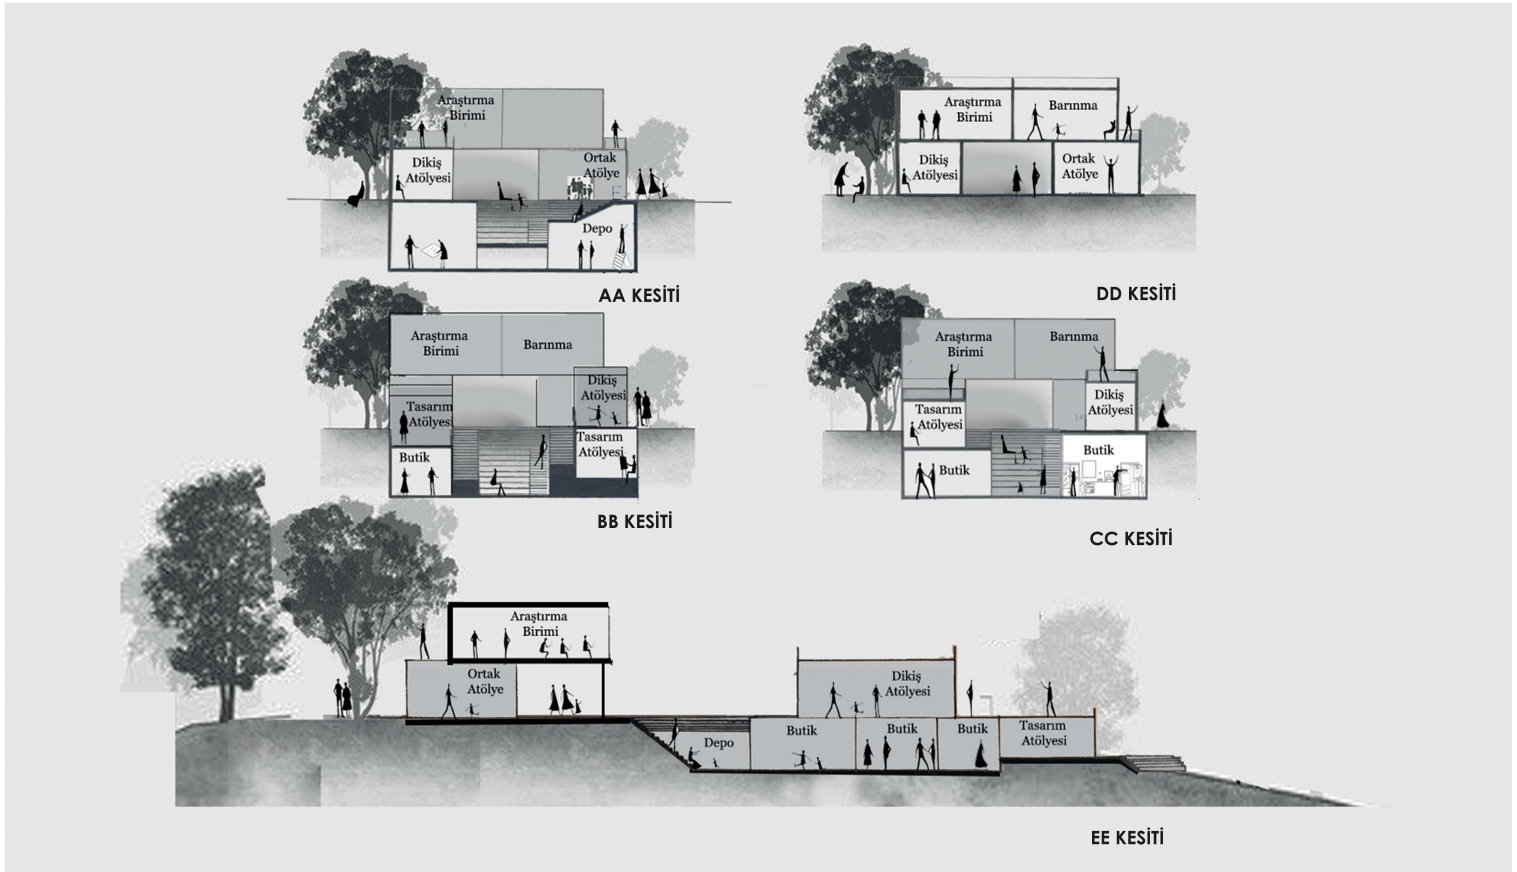 Araştırma
Birimi
Dikiş
Atölyesi
Ortak
Atölye
Depo
AA KESİTİ
Araştırma
Birimi
Barınma
Dikiş
Atölyesi
Ortak
Atölye
DD KESİTİ
Araştırma
Birimi
Barınma
Dikiş
Atölyesi
Tasarım
Atölyesi
Tasarım
Atölyesi
Butik
BB KESİTİ
Araştırma
Birimi
Barınma
Tasarım
Atölyesi
Dikiş
Atölyesi
Butik
Butik
CC KESİTİ
Araştırma
Birimi
Ortak
Atölye
Dikiş
Atölyesi
Depo
Butik
Butik
Butik
Tasarım
Atölyesi
EE KESİTİ